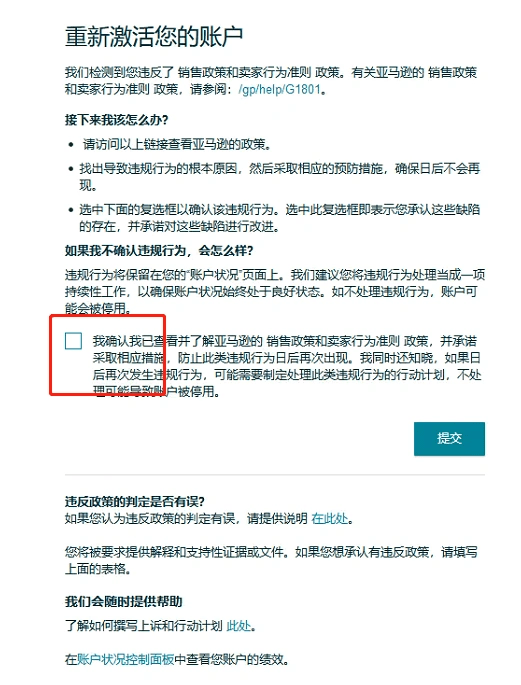 重新激活您的账户
我们检测到您违反了 销售政策和卖家行为准则 政策。有关亚马逊的 销售政策
和卖家行为准则 政策，请参阅：/gp/help/G1801。
接下来我该怎么办？
• 请访问以上链接查看亚马逊的政策。
• 找出导致违规行为的根本原因，然后采取相应的预防措施，确保日后不会再
现。
• 选中下面的复选框以确认该违规行为。选中此复选框即表示您承认这些缺陷
的存在，并承诺对这些缺陷进行改进。
如果我不确认违规行为，会怎么样？
违规行为将保留在您的“账户状况”页面上。我们建议您将违规行为处理当成一项
持续性工作，以确保账户状况始终处于良好状态。如不处理违规行为，账户可
能会被停用。
我确认我已查看并了解亚马逊的 销售政策和卖家行为准则 政策，并承诺
采取相应措施，防止此类违规行为日后再次出现。我同时还知晓，如果日
后再次发生违规行为，可能需要制定处理此类违规行为的行动计划，不处
理可能导致账户被停用。
提交
违反政策的判定是否有误？
如果您认为违反政策的判定有误，请提供说明 在此处。
您将被要求提供解释和支持性证据或文件。如果您想承认有违反政策，请填写
上面的表格。
我们会随时提供帮助
了解如何撰写上诉和行动计划 此处。
在账户状况控制面板中查看您账户的绩效。